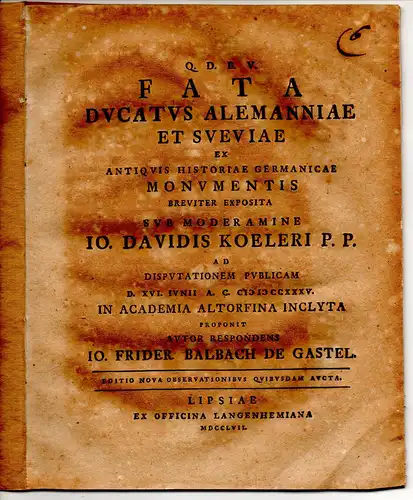 Q. D. B. V.
FATA
DVCATVS ALEMANNIAE
ET SVEVIAE
EX
ANTIQVIS HISTORIAE GERMANICAE
MONVMENTIS
BREVITER EXPOSITA
SVB MODERAMINE
IO. DAVIDIS KOELERI P. P.
AD
DISPVTATIONEM PVBLICAM
D. XVI. IVNII A. C. CIↃIↃCCXXXV.
IN ACADEMIA ALTORFINA INCLYTA
PROPONIT
AVTOR RESPONDENS
IO. FRIDER. BALBACH DE GASTEL.
EDITIO NOVA OBSERVATIONIBVS QVIBVSDAM AVCTA.
LIPSIAE
EX OFFICINA LANGENHEMIANA
MDCCLVII.